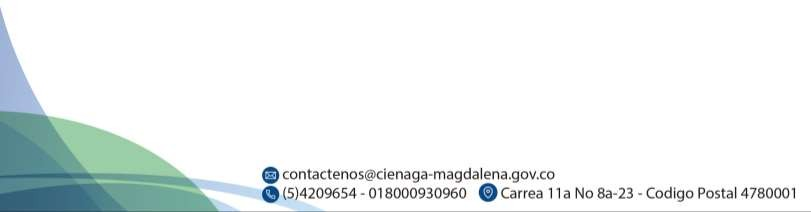 contactenos@cienaga-magdalena.gov.co
(5)4209654 - 018000930960 Carrea 11a No 8a-23 - Codigo Postal 4780001